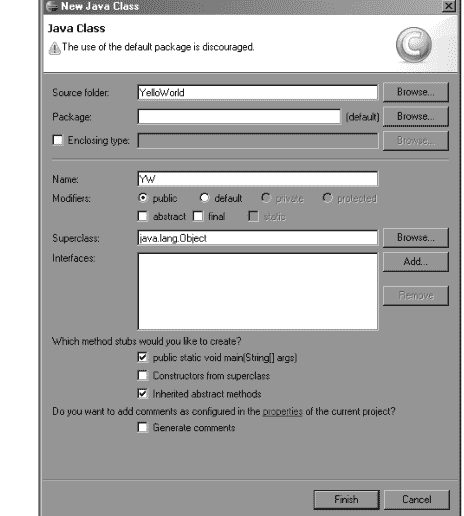 New Java Class
Java Class
The use of the default package is discouraged.
Source folder: YelloWorld Browse...
Package: (default) Browse...
Enclosing type: Browse...
Name: YW
Modifiers: public default private protected
abstract final static
Superclass: java.lang.Object Browse...
Interfaces: Add...
Remove
Which method stubs would you like to create?
public static void main(String[] args)
Constructors from superclass
Inherited abstract methods
Do you want to add comments as configured in the properties of the current project?
Generate comments
Finish Cancel